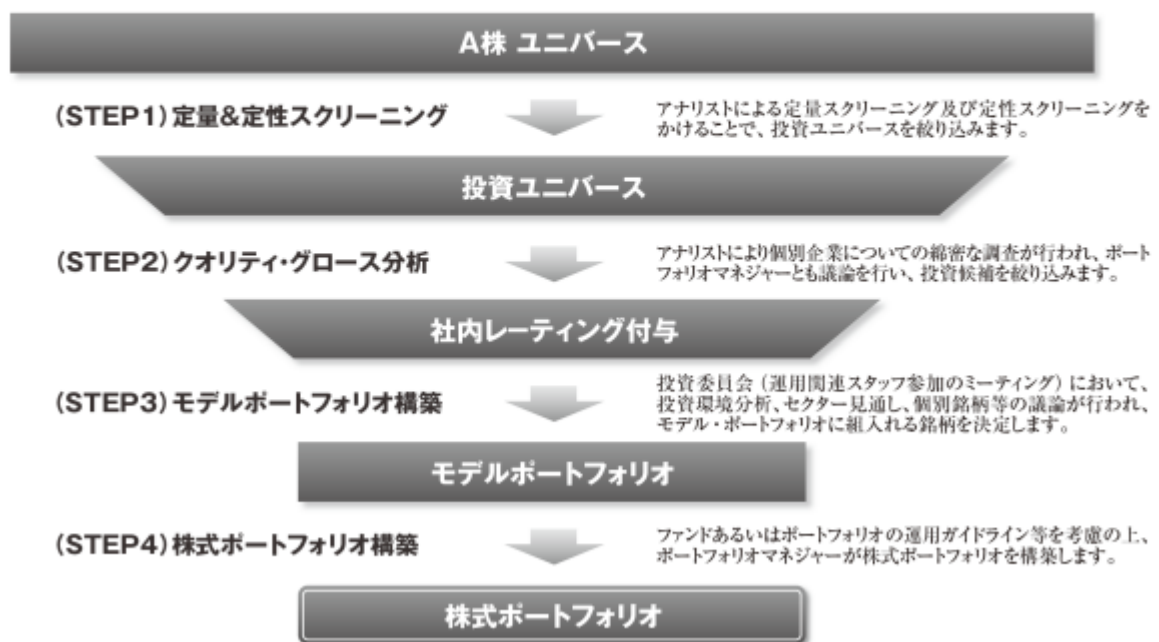 A株 ユニバース
(STEP1)定量&定性スクリーニング
アナリストによる定量スクリーニング及び定性スクリーニングを
かけることで、投資ユニバースを絞り込みます。
投資ユニバース
(STEP2)クオリティ・グロース分析
アナリストにより個別企業についての綿密な調査が行われ、ポート
フォリオマネジャーとも議論を行い、投資候補を絞り込みます。
社内レーティング付与
(STEP3)モデルポートフォリオ構築
投資委員会(運用関連スタッフ参加のミーティング)において、
投資環境分析、セクター見通し、個別銘柄等の議論が行われ、
モデル・ポートフォリオに組入れる銘柄を決定します。
モデルポートフォリオ
(STEP4)株式ポートフォリオ構築
ファンドあるいはポートフォリオの運用ガイドライン等を考慮の上、
ポートフォリオマネジャーが株式ポートフォリオを構築します。
株式ポートフォリオ